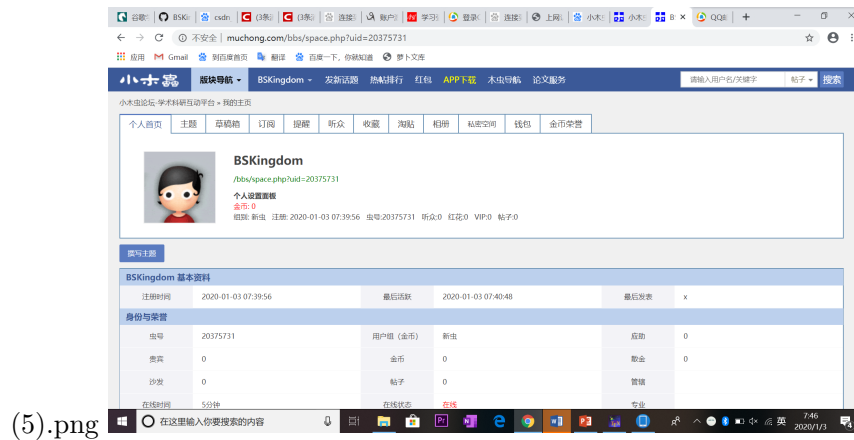 谷歌 BSKi csdn (3条 (3条 连接 账户 学习 登录 连接 上网 小木 小木 B QQ
不安全 | muchong.com/bbs/space.php?uid=20375731
应用 M Gmail 到百度首页 翻译 百度一下，你就知道 萝卜文库
小木虫 版块导航 BSKingdom 发新话题 热帖排行 红包 APP下载 木虫导航 论文服务 请输入用户名/关键字 帖子 搜索
小木虫论坛-学术科研互动平台 » 我的主页
个人首页 主题 草稿箱 订阅 提醒 听众 收藏 淘贴 相册 私密空间 钱包 金币荣誉
BSKingdom
/bbs/space.php?uid=20375731
个人设置面板
金币: 0
组别: 新虫 注册: 2020-01-03 07:39:56 虫号:20375731 听众:0 红花:0 VIP:0 帖子:0
撰写主题
BSKingdom 基本资料
注册时间 2020-01-03 07:39:56 最后活跃 2020-01-03 07:40:48 最后发表 x
身份与荣誉
虫号 20375731 用户组（金币） 新虫 应助 0
贵宾 0 金币 0 散金 0
沙发 0 帖子 0 管辖
在线时间 5分钟 在线状态 在线 专业
在这里输入你要搜索的内容 英 7:46
2020/1/3
(5).png